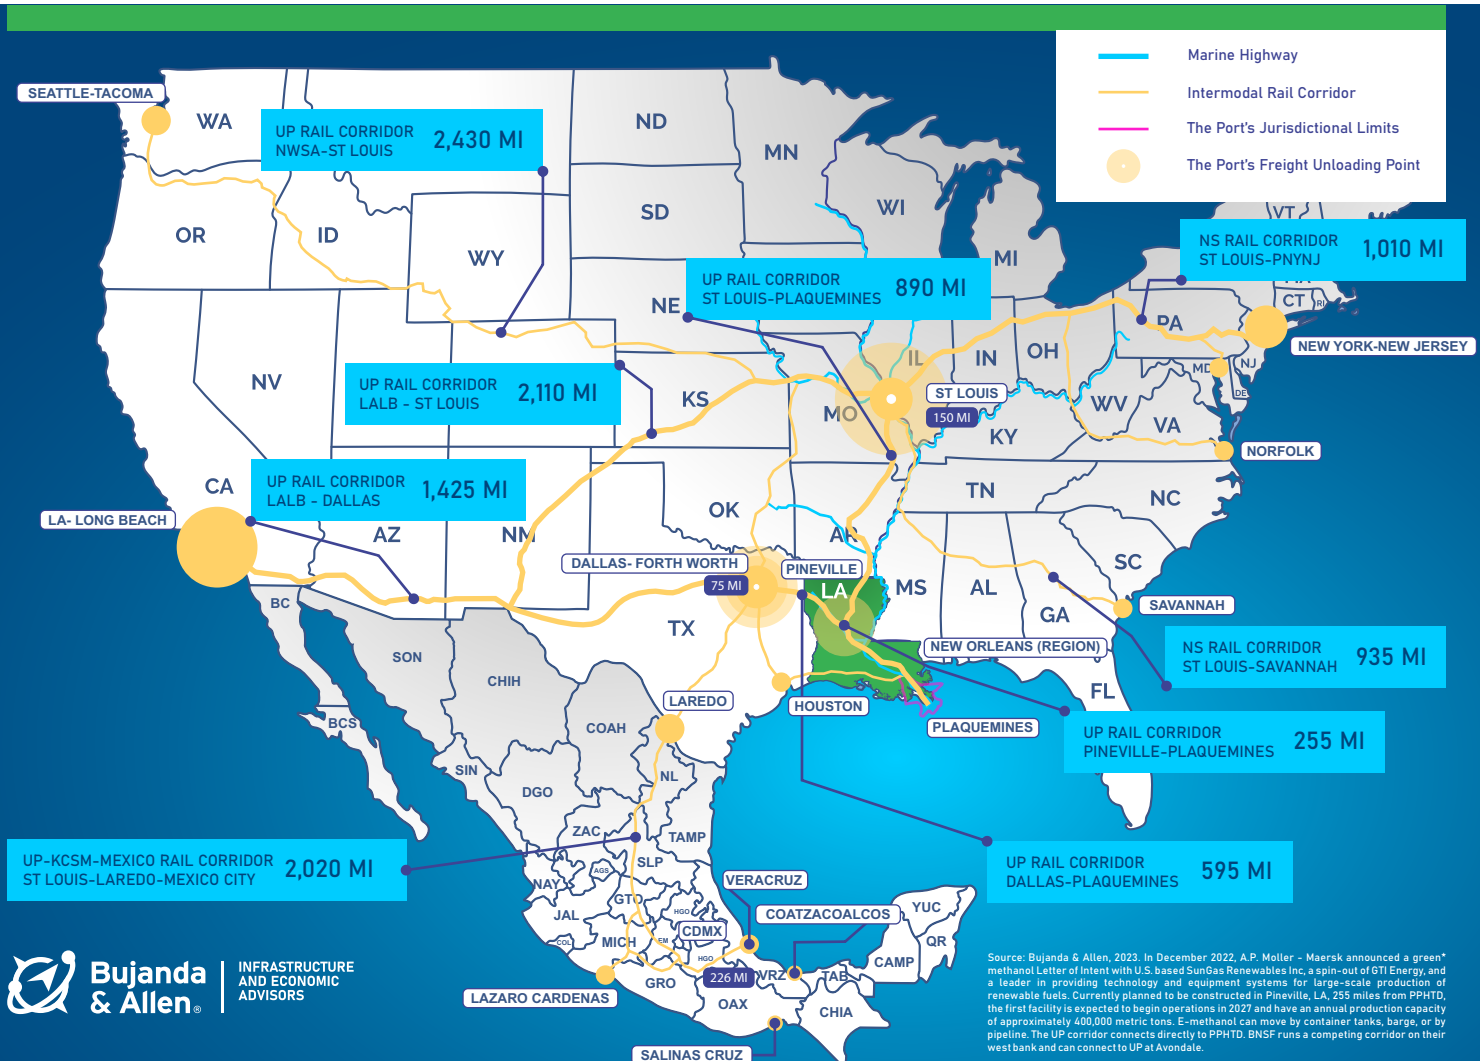 Marine Highway
Intermodal Rail Corridor
The Port's Jurisdictional Limits
The Port's Freight Unloading Point
SEATTLE-TACOMA
WA
UP RAIL CORRIDOR
NWSA-ST LOUIS
2,430 MI
ND
MN
WI
MI
VT
OR
ID
WY
SD
NE
NS RAIL CORRIDOR
ST LOUIS-PNYNJ
1,010 MI
UP RAIL CORRIDOR
ST LOUIS-PLAQUEMINES
890 MI
CT
RI
PA
NEW YORK-NEW JERSEY
NV
UP RAIL CORRIDOR
LALB - ST LOUIS
2,110 MI
KS
MO
IL
IN
OH
MD
NJ
DE
ST LOUIS
150 MI
WV
VA
KY
NORFOLK
CA
UP RAIL CORRIDOR
LALB - DALLAS
1,425 MI
LA- LONG BEACH
AZ
NM
OK
AR
TN
NC
SC
DALLAS- FORTH WORTH
75 MI
PINEVILLE
LA
MS
AL
GA
SAVANNAH
BC
SON
CHIH
TX
NEW ORLEANS (REGION)
NS RAIL CORRIDOR
ST LOUIS-SAVANNAH
935 MI
FL
LAREDO
HOUSTON
PLAQUEMINES
UP RAIL CORRIDOR
PINEVILLE-PLAQUEMINES
255 MI
BCS
COAH
SIN
NL
DGO
ZAC
TAMP
SLP
UP-KCSM-MEXICO RAIL CORRIDOR
ST LOUIS-LAREDO-MEXICO CITY
2,020 MI
UP RAIL CORRIDOR
DALLAS-PLAQUEMINES
595 MI
AGS
NAY
GTO
VERACRUZ
JAL
HGO
COATZACOALCOS
YUC
COL
MICH
EM
CDMX
HGO
QR
CAMP
226 MI
VRZ
TAB
GRO
LAZARO CARDENAS
OAX
CHIA
SALINAS CRUZ
Bujanda
& Allen®
INFRASTRUCTURE
AND ECONOMIC
ADVISORS
Source: Bujanda & Allen, 2023. In December 2022, A.P. Moller - Maersk announced a green*
methanol Letter of Intent with U.S. based SunGas Renewables Inc, a spin-out of GTI Energy, and
a leader in providing technology and equipment systems for large-scale production of
renewable fuels. Currently planned to be constructed in Pineville, LA, 255 miles from PPHTD,
the first facility is expected to begin operations in 2027 and have an annual production capacity
of approximately 400,000 metric tons. E-methanol can move by container tanks, barge, or by
pipeline. The UP corridor connects directly to PPHTD. BNSF runs a competing corridor on their
west bank and can connect to UP at Avondale.